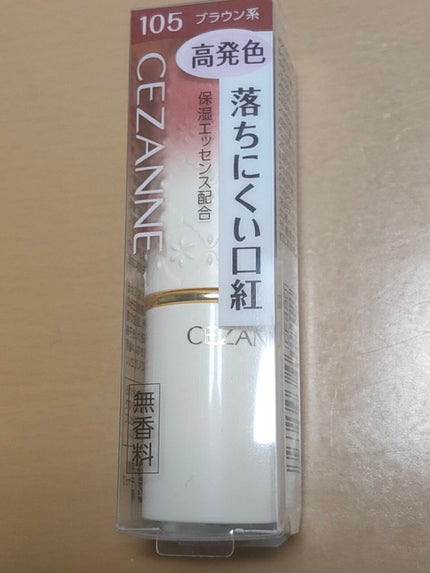 105 ブラウン系
高発色
落ちにくい口紅
保湿エッセンス配合
CEZANNE
CEZAN
無香料